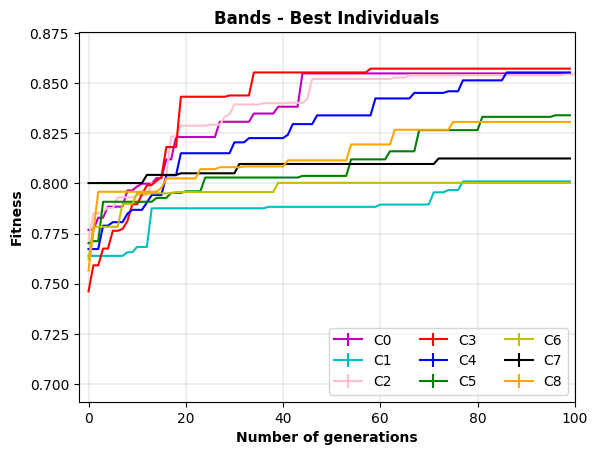 Bands - Best Individuals
0.875
0.850
0.825
0.800
0.775
0.750
0.725
0.700
Fitness
C0 C3 C6
C1 C4 C7
C2 C5 C8
0 20 40 60 80 100
Number of generations